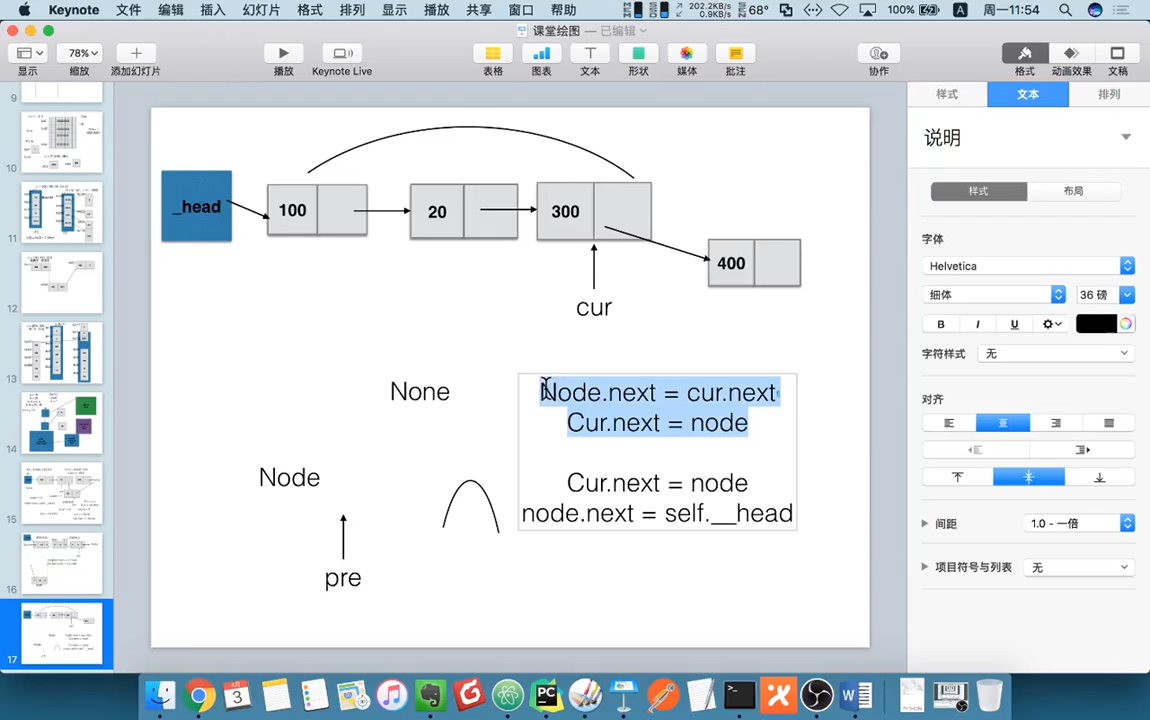 Keynote 文件 编辑 插入 幻灯片 格式 排列 显示 播放 共享 窗口 帮助 202.2KB/s 0.9KB/s 68° 100% A 周一11:54
课堂绘图 — 已编辑
78%
显示 缩放 添加幻灯片 播放 Keynote Live 表格 图表 文本 形状 媒体 批注 协作 格式 动画效果 文稿
9
10
11
12
13
14
15
16
17
_head
100
20
300
400
cur
None
Node.next = cur.next
Cur.next = node
Node
Cur.next = node
node.next = self.__head
pre
样式 文本 排列
说明
样式 布局
字体
Helvetica
细体 36 磅
B I U
字符样式 无
对齐
间距 1.0 - 一倍
项目符号与列表 无